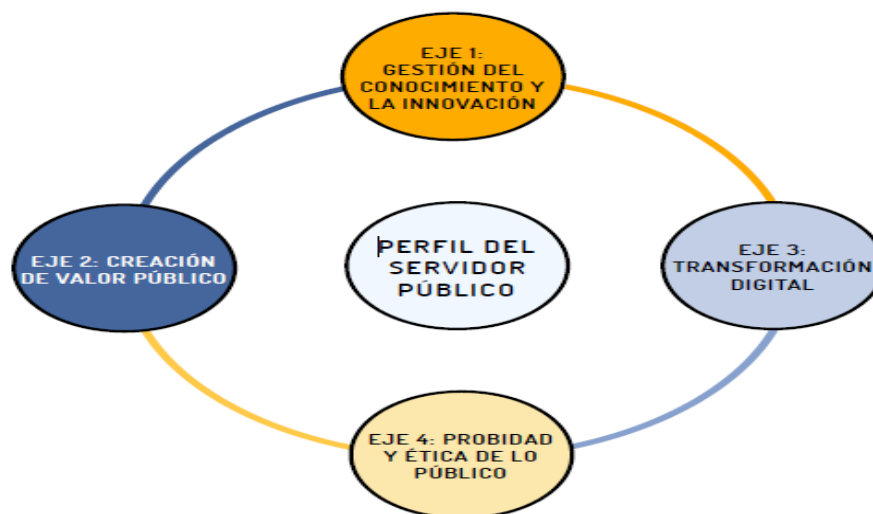 EJE 1:
GESTIÓN DEL
CONOCIMIENTO Y
LA INNOVACIÓN
EJE 2: CREACIÓN
DE VALOR PÚBLICO
PERFIL DEL
SERVIDOR
PÚBLICO
EJE 3:
TRANSFORMACIÓN
DIGITAL
EJE 4: PROBIDAD
Y ÉTICA DE LO
PÚBLICO